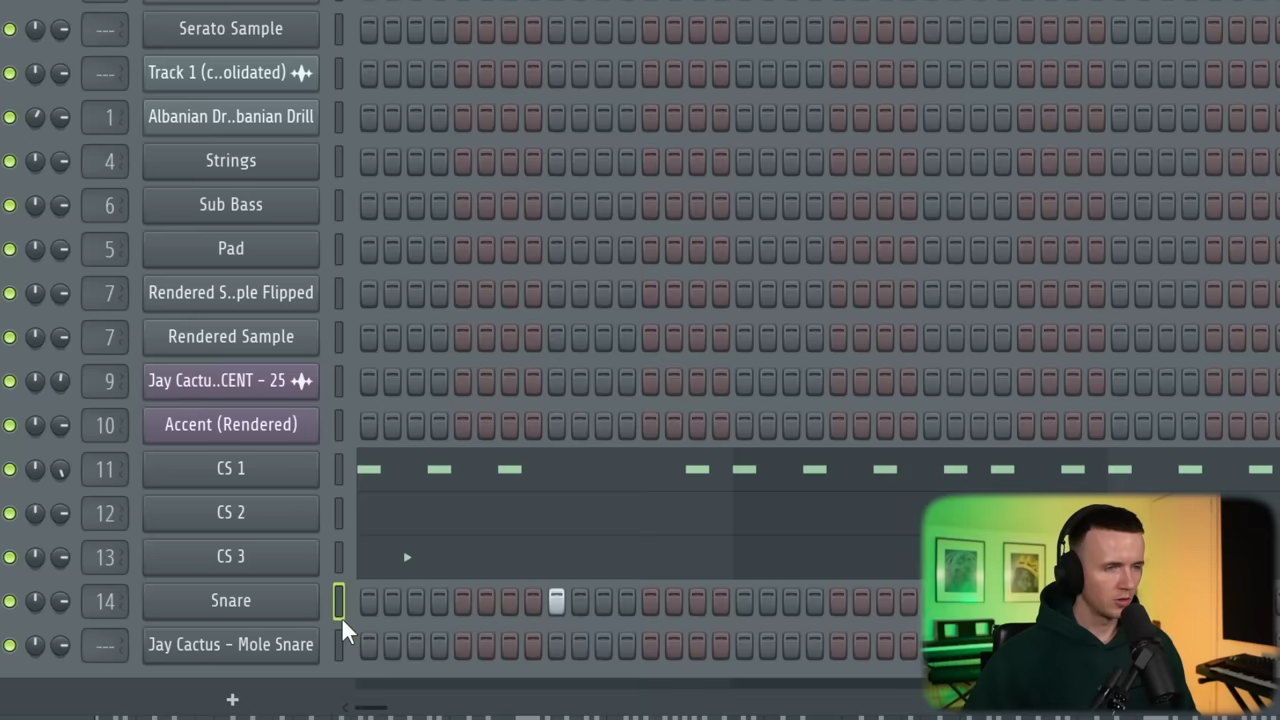 --- Serato Sample
--- Track 1 (c..olidated)
1 Albanian Dr..banian Drill
4 Strings
6 Sub Bass
5 Pad
7 Rendered S..ple Flipped
7 Rendered Sample
9 Jay Cactu..CENT - 25
10 Accent (Rendered)
11 CS 1
12 CS 2
13 CS 3
14 Snare
--- Jay Cactus - Mole Snare
+